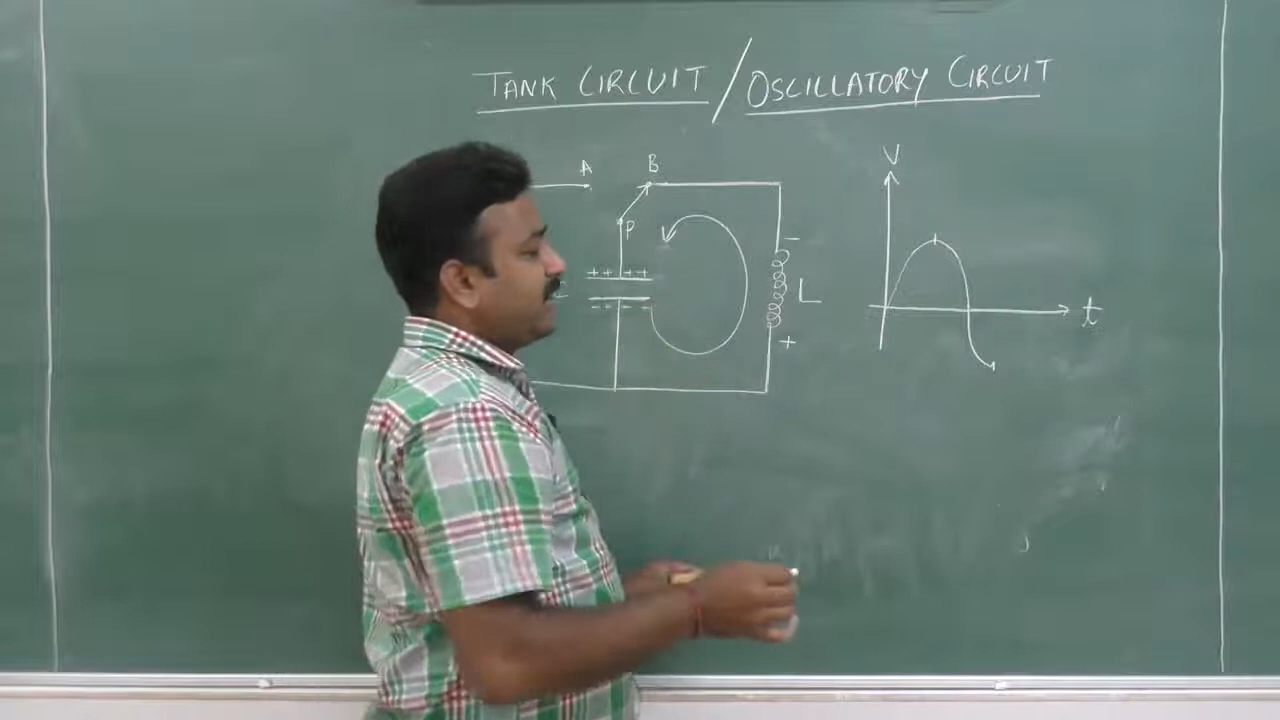 TANK CIRCUIT / OSCILLATORY CIRCUIT
A B V
P
++ ++
-
L
- - - -
+
t